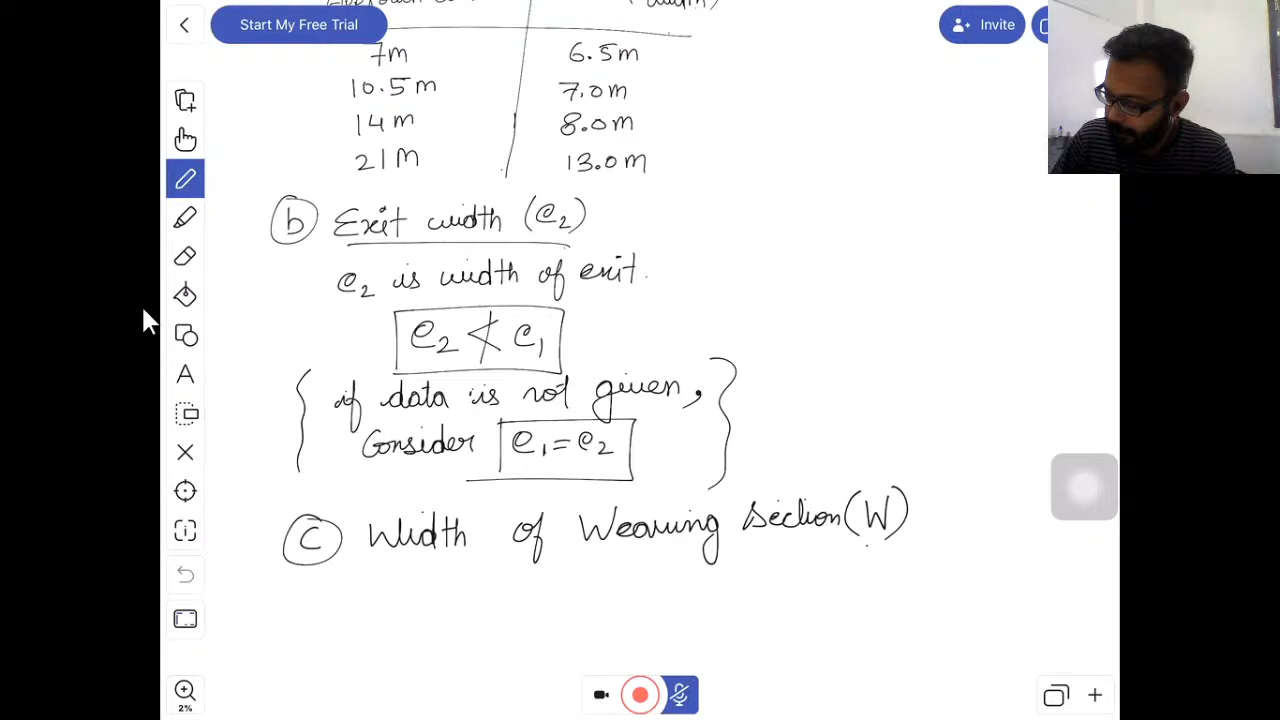 Start My Free Trial
Invite
7m 6.5m
10.5m 7.0m
14m 8.0m
21m 13.0m
b Exit width (e2)
e2 is width of exit.
e2 ≮ e1
{ if data is not given, }
Consider e1 = e2
c Width of Weaving section (W)
A
2%